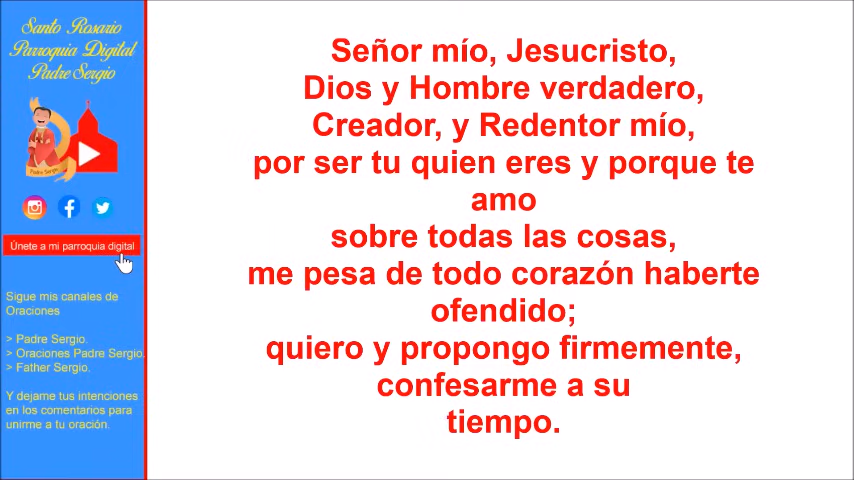 Santo Rosario
Parroquia Digital
Padre Sergio
Padre Sergio
Únete a mi parroquia digital
Sigue mis canales de
Oraciones
> Padre Sergio.
> Oraciones Padre Sergio.
> Father Sergio.
Y dejame tus intenciones
en los comentarios para
unirme a tu oración.
Señor mío, Jesucristo,
Dios y Hombre verdadero,
Creador, y Redentor mío,
por ser tu quien eres y porque te
amo
sobre todas las cosas,
me pesa de todo corazón haberte
ofendido;
quiero y propongo firmemente,
confesarme a su
tiempo.